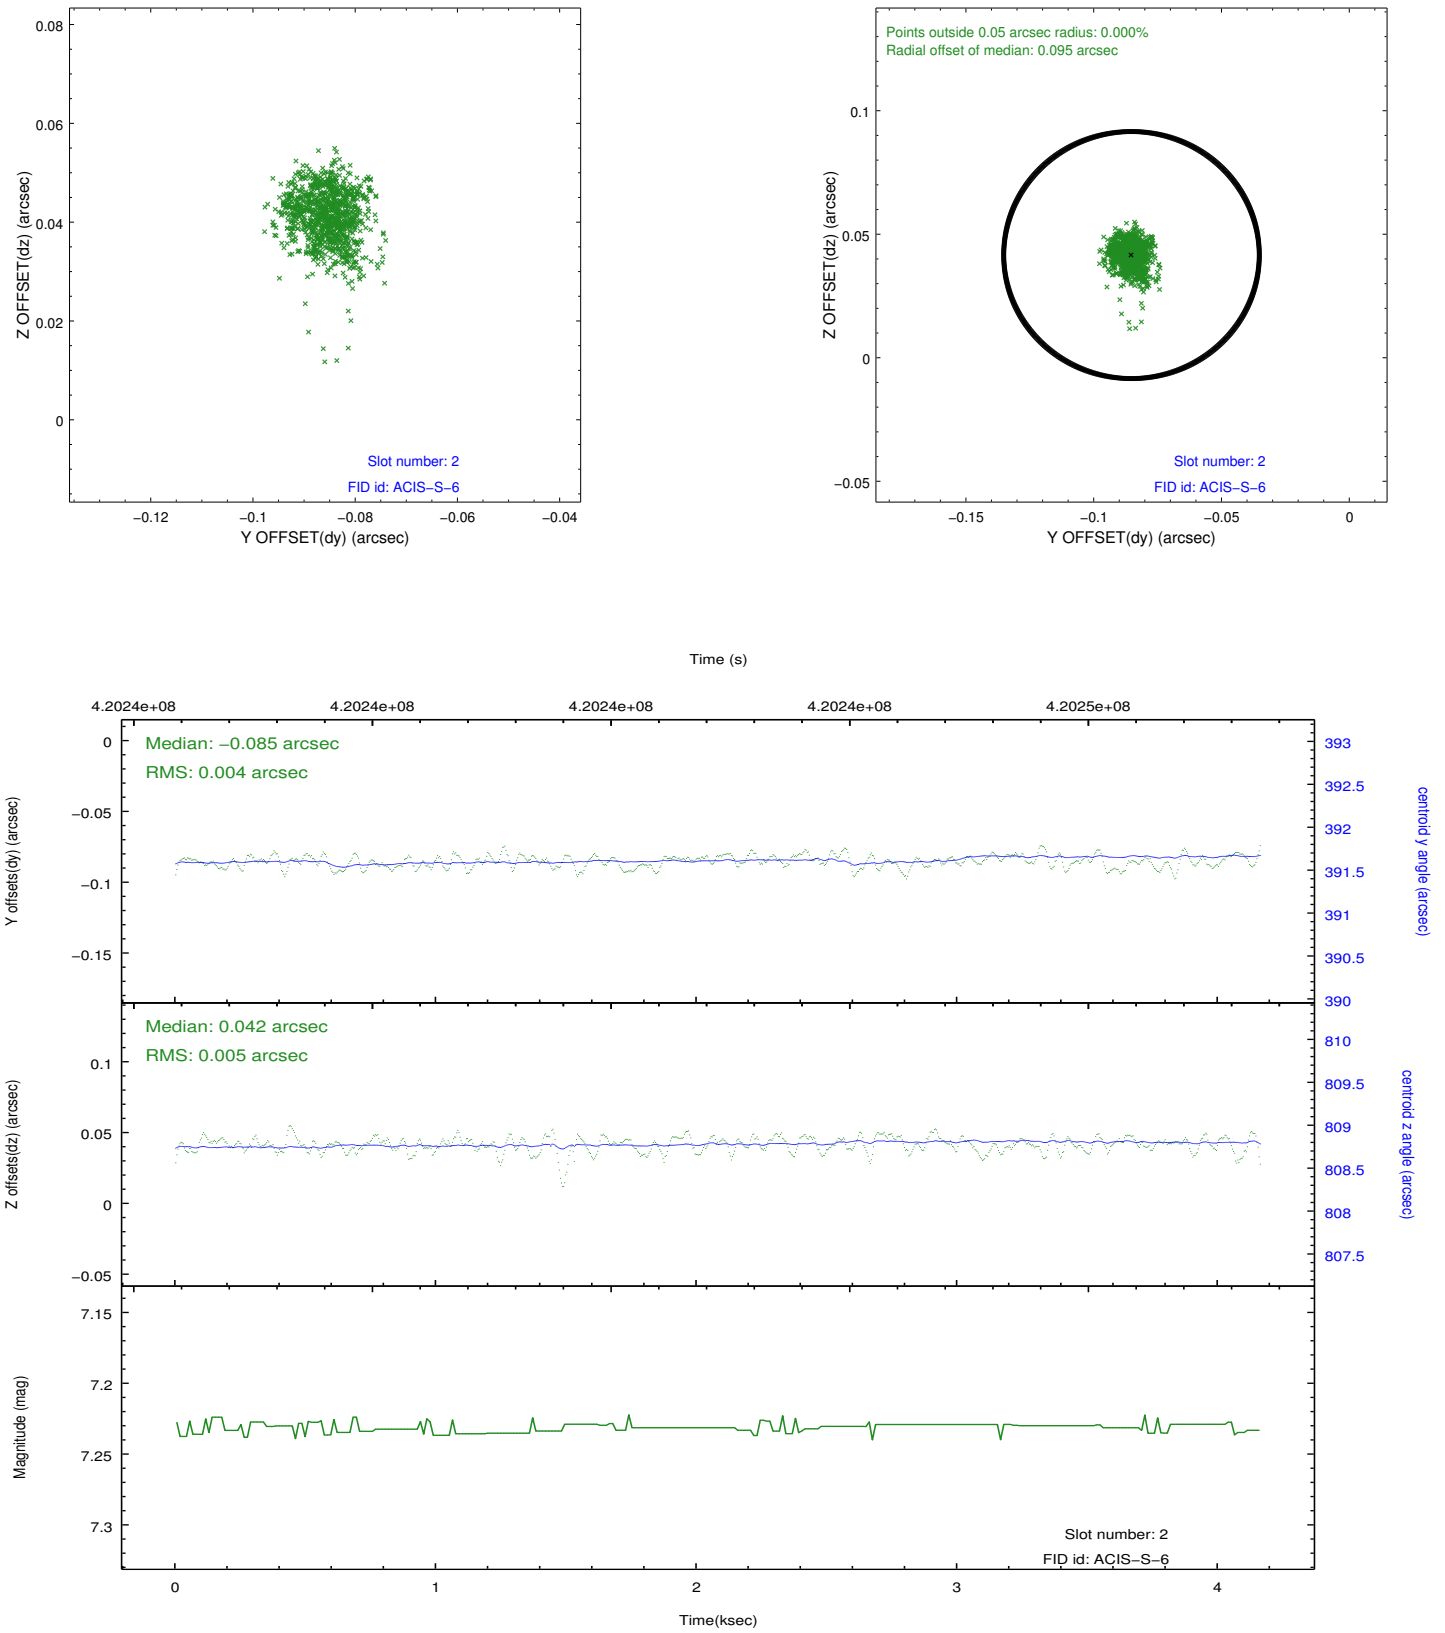 0.08
0.06
0.04
0.02
0
Z OFFSET(dz) (arcsec)
−0.12
−0.1
−0.08
−0.06
−0.04
Y OFFSET(dy) (arcsec)
Slot number: 2
FID id: ACIS−S−6
Points outside 0.05 arcsec radius: 0.000%
Radial offset of median: 0.095 arcsec
0.1
0.05
0
−0.05
Z OFFSET(dz) (arcsec)
−0.15
−0.1
−0.05
0
Y OFFSET(dy) (arcsec)
Slot number: 2
FID id: ACIS−S−6
Time (s)
4.2024e+08
4.2024e+08
4.2024e+08
4.2024e+08
4.2025e+08
Median: −0.085 arcsec
RMS: 0.004 arcsec
0
−0.05
−0.1
−0.15
Y offsets(dy) (arcsec)
393
392.5
392
391.5
391
390.5
390
centroid y angle (arcsec)
Median: 0.042 arcsec
RMS: 0.005 arcsec
0.1
0.05
0
−0.05
Z offsets(dz) (arcsec)
810
809.5
809
808.5
808
807.5
centroid z angle (arcsec)
7.15
7.2
7.25
7.3
Magnitude (mag)
Slot number: 2
FID id: ACIS−S−6
0
1
2
3
4
Time(ksec)